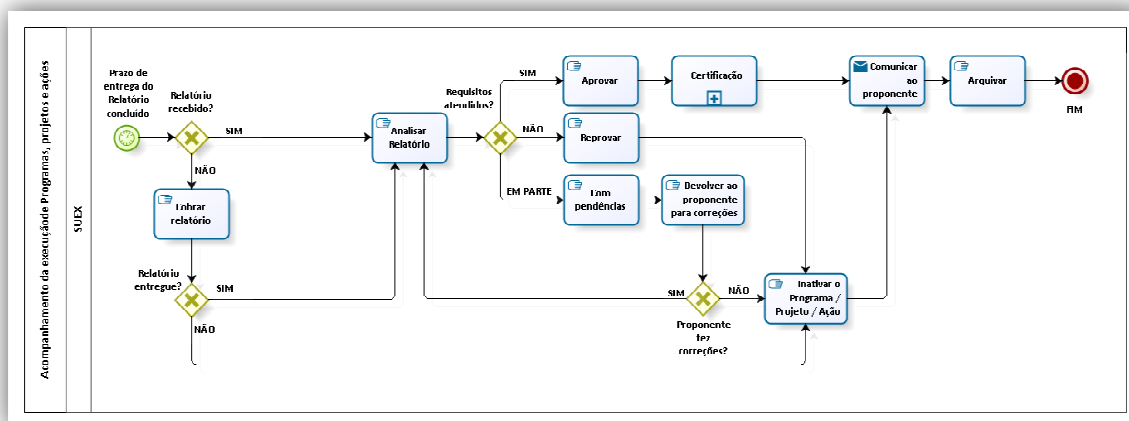 Acompanhamento da execuçãode Programas, projetos e ações
SUEX
Prazo de
entrega do
Relatório
concluído
Relatório
recebido?
SIM
NÃO
Cobrar
relatório
Relatório
entregue?
SIM
NÃO
Analisar
Relatório
Requisitos
atendidos?
SIM
NÃO
EM PARTE
Aprovar
Certificação
Reprovar
Com
pendências
Devolver ao
proponente
para correções
SIM
NÃO
Proponente
fez
correções?
Inativar o
Programa /
Projeto / Ação
Comunicar
ao
proponente
Arquivar
FIM